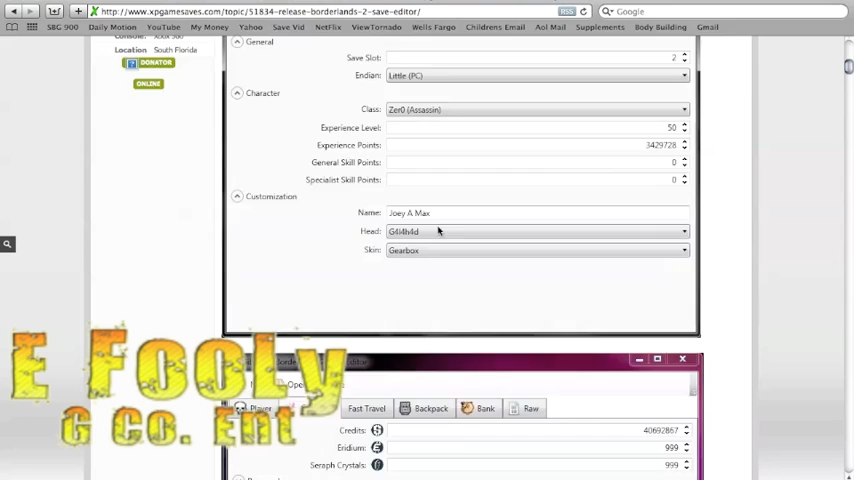 http://www.xpgamesaves.com/topic/51834-release-borderlands-2-save-editor/
RSS
Google
SBG 900 Daily Motion YouTube My Money Yahoo Save Vid NetFlix ViewTornado Wells Fargo Childrens Email Aol Mail Supplements Body Building Gmail
Location South Florida
DONATOR
ONLINE
General
Save Slot: 2
Endian: Little (PC)
Character
Class: Zer0 (Assassin)
Experience Level: 50
Experience Points: 3429728
General Skill Points: 0
Specialist Skill Points: 0
Customization
Name: Joey A Max
Head: G4l4h4d
Skin: Gearbox
E FooLy
G Co. Ent
Player Fast Travel Backpack Bank Raw
Credits: 40692867
Eridium: 999
Seraph Crystals: 999